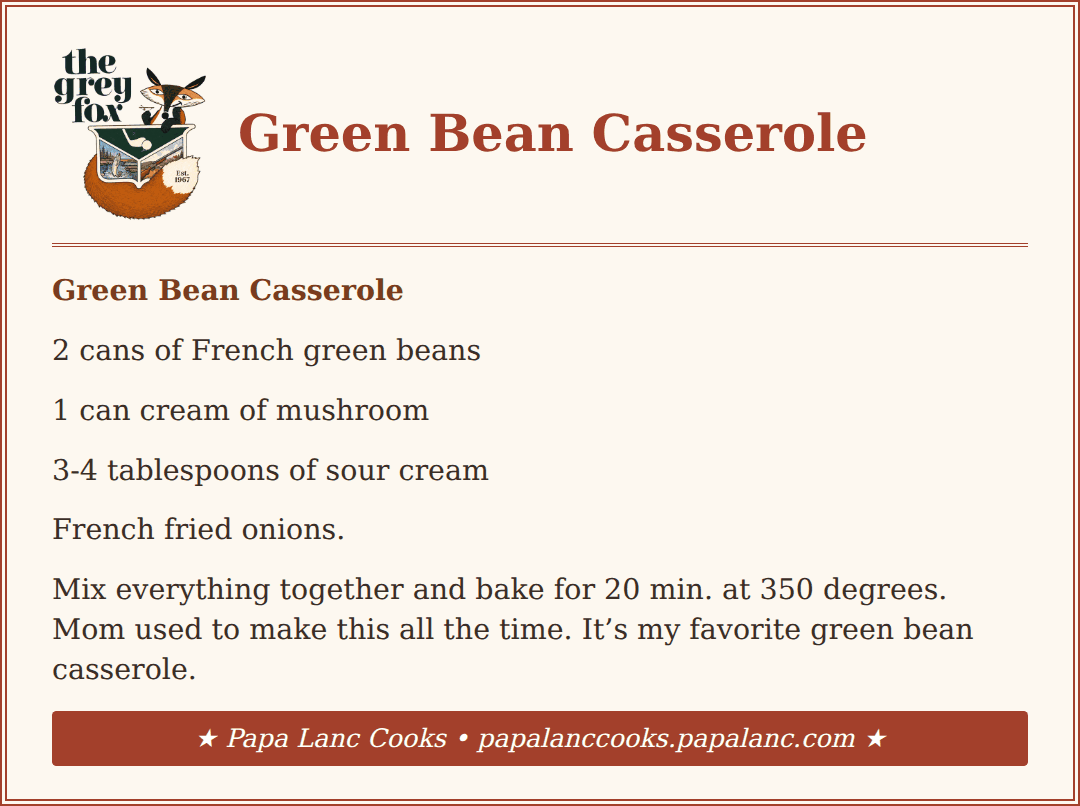 the
grey
fox
Est.
1967
Green Bean Casserole
Green Bean Casserole
2 cans of French green beans
1 can cream of mushroom
3-4 tablespoons of sour cream
French fried onions.
Mix everything together and bake for 20 min. at 350 degrees.
Mom used to make this all the time. It’s my favorite green bean
casserole.
★ Papa Lanc Cooks • papalanccooks.papalanc.com ★